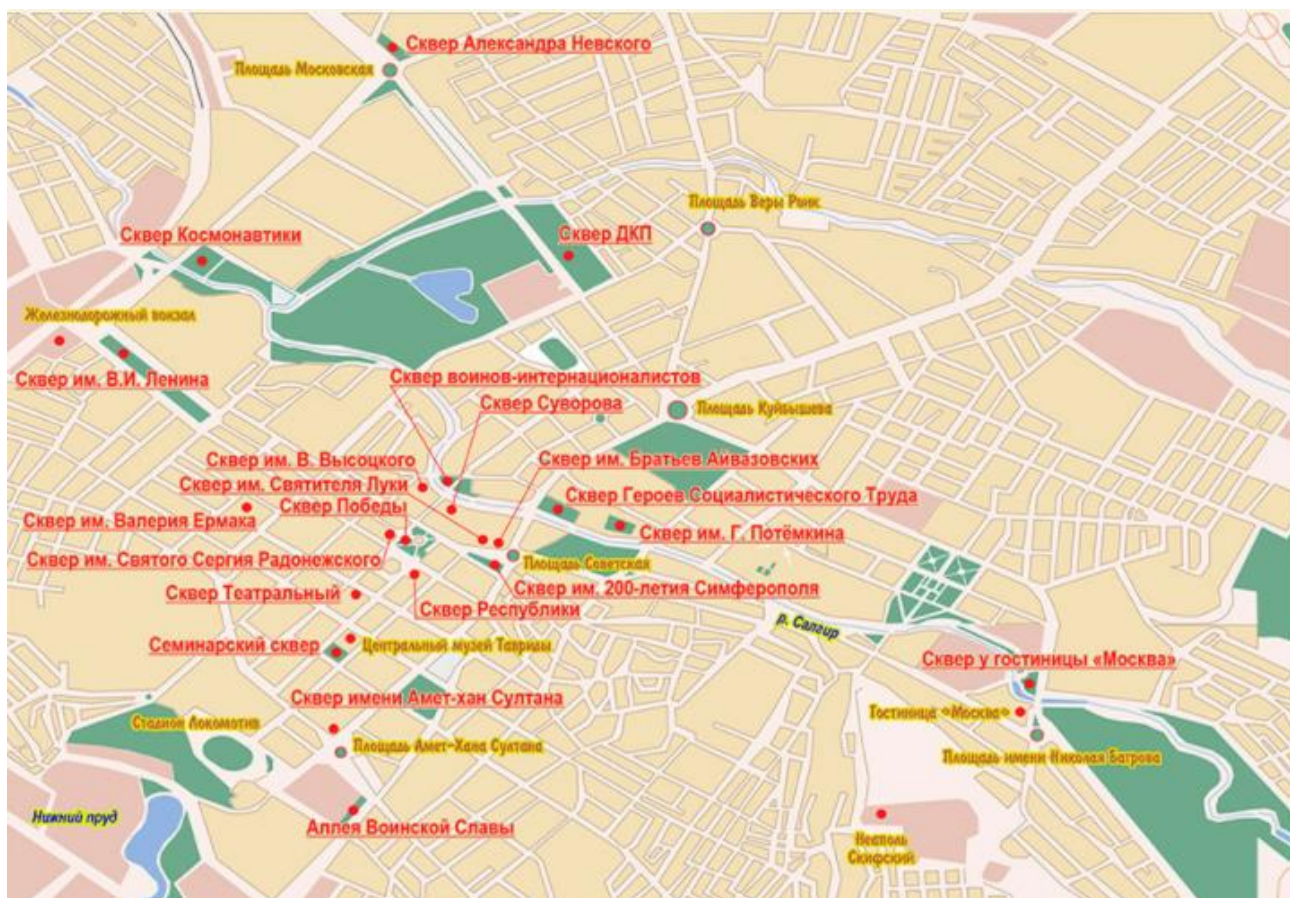 Сквер Александра Невского
Площадь Московская
Площадь Веры Роик
Сквер Космонавтики
Сквер ДКП
Железнодорожный вокзал
Сквер им. В.И. Ленина
Сквер воинов-интернационалистов
Сквер Суворова
Площадь Куйбышева
Сквер им. В. Высоцкого
Сквер им. Братьев Айвазовских
Сквер им. Святителя Луки
Сквер Героев Социалистического Труда
Сквер Победы
Сквер им. Валерия Ермака
Сквер им. Г. Потёмкина
Сквер им. Святого Сергия Радонежского
Площадь Советская
Сквер им. 200-летия Симферополя
Сквер Театральный
Сквер Республики
р. Салгир
Семинарский сквер
Центральный музей Тавриды
Сквер у гостиницы «Москва»
Сквер имени Амет-хан Султана
Гостиница «Москва»
Стадион Локомотив
Площадь Амет-Хана Султана
Площадь имени Николая Багрова
Нижний пруд
Аллея Воинской Славы
Неаполь
Скифский